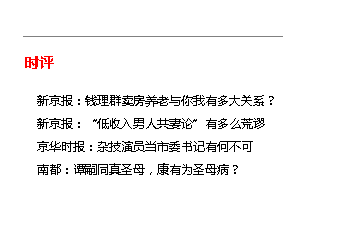 时评
新京报：钱理群卖房养老与你我有多大关系？
新京报：“低收入男人共妻论”有多么荒谬
京华时报：杂技演员当市委书记有何不可
南都：谭嗣同真圣母，康有为圣母病？